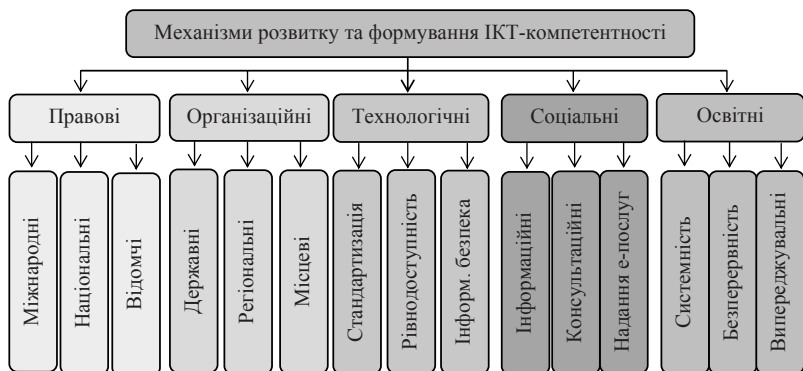 Механізми розвитку та формування ІКТ-компетентності
Правові
Організаційні
Технологічні
Соціальні
Освітні
Міжнародні
Національні
Відомчі
Державні
Регіональні
Місцеві
Стандартизація
Рівнодоступність
Інформ. безпека
Інформаційні
Консультаційні
Надання е-послуг
Системність
Безперервність
Випереджувальні